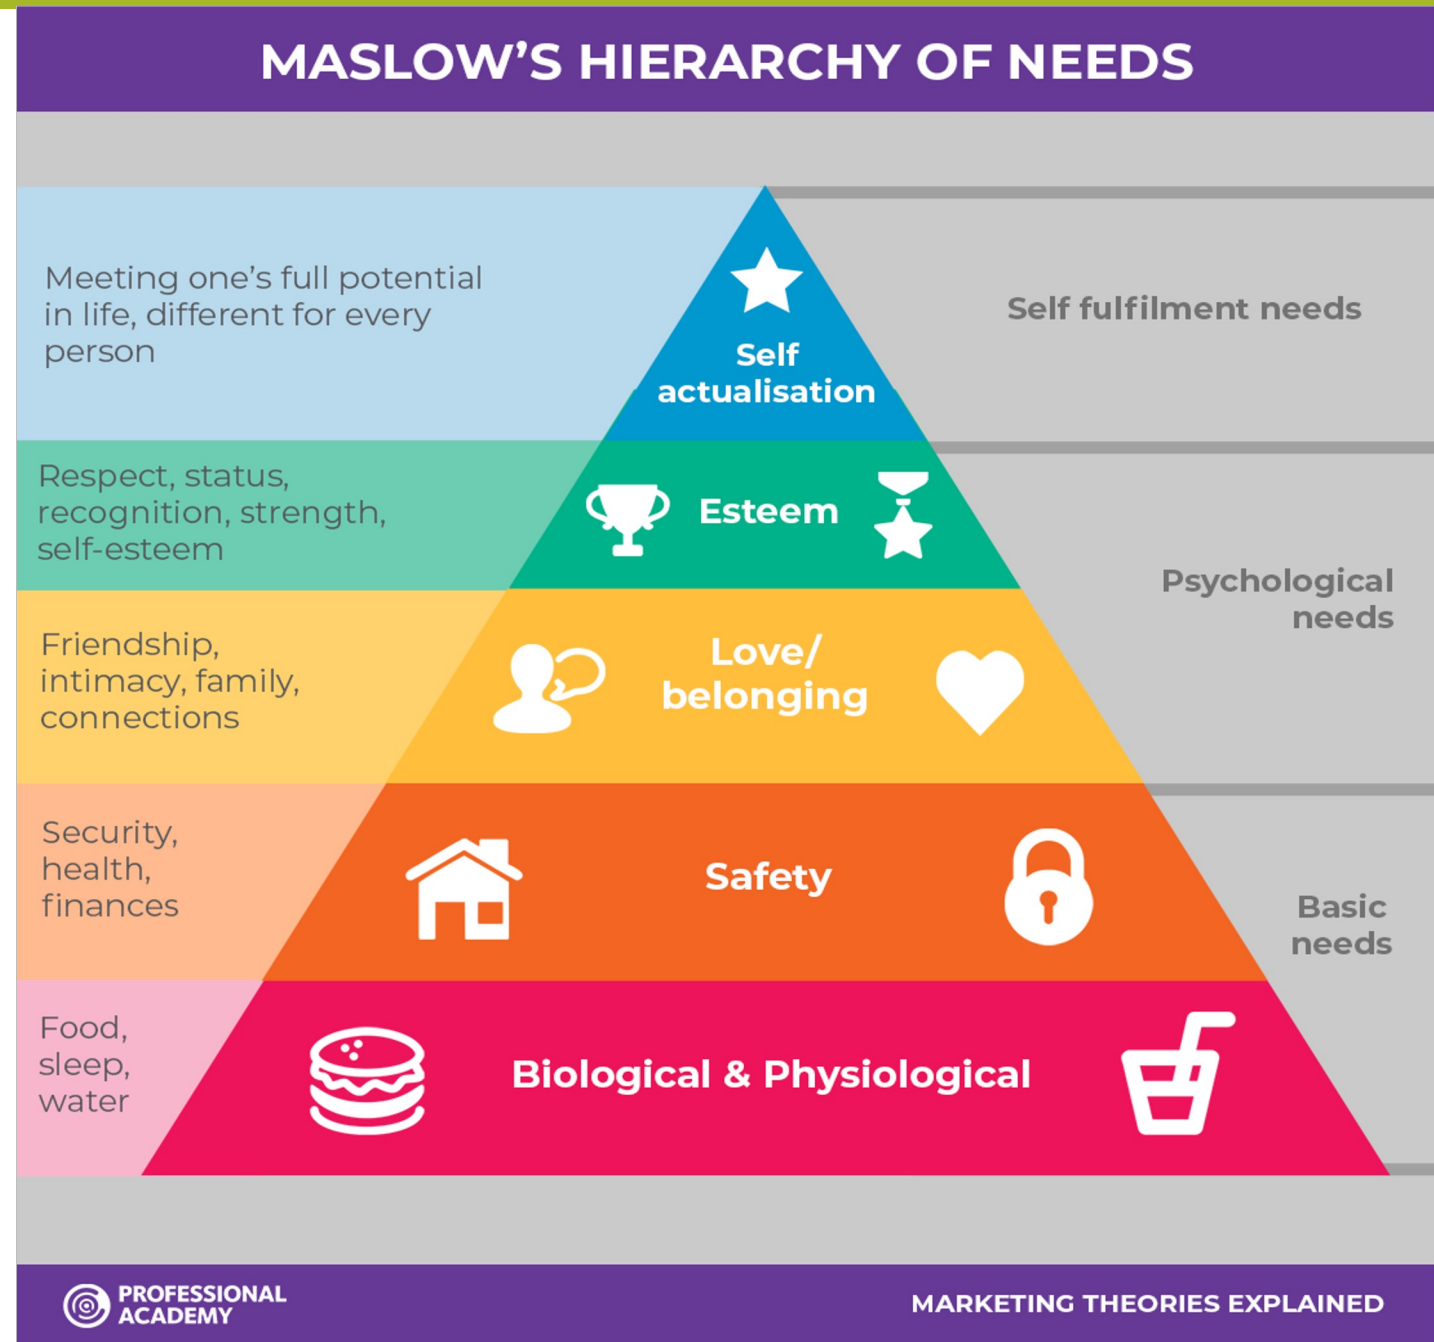 MASLOW’S HIERARCHY OF NEEDS
Meeting one’s full potential
in life, different for every
person
Self
actualisation
Self fulfilment needs
Respect, status,
recognition, strength,
self-esteem
Esteem
Psychological
needs
Friendship,
intimacy, family,
connections
Love/
belonging
Security,
health,
finances
Safety
Basic
needs
Food,
sleep,
water
Biological & Physiological
PROFESSIONAL
ACADEMY
MARKETING THEORIES EXPLAINED